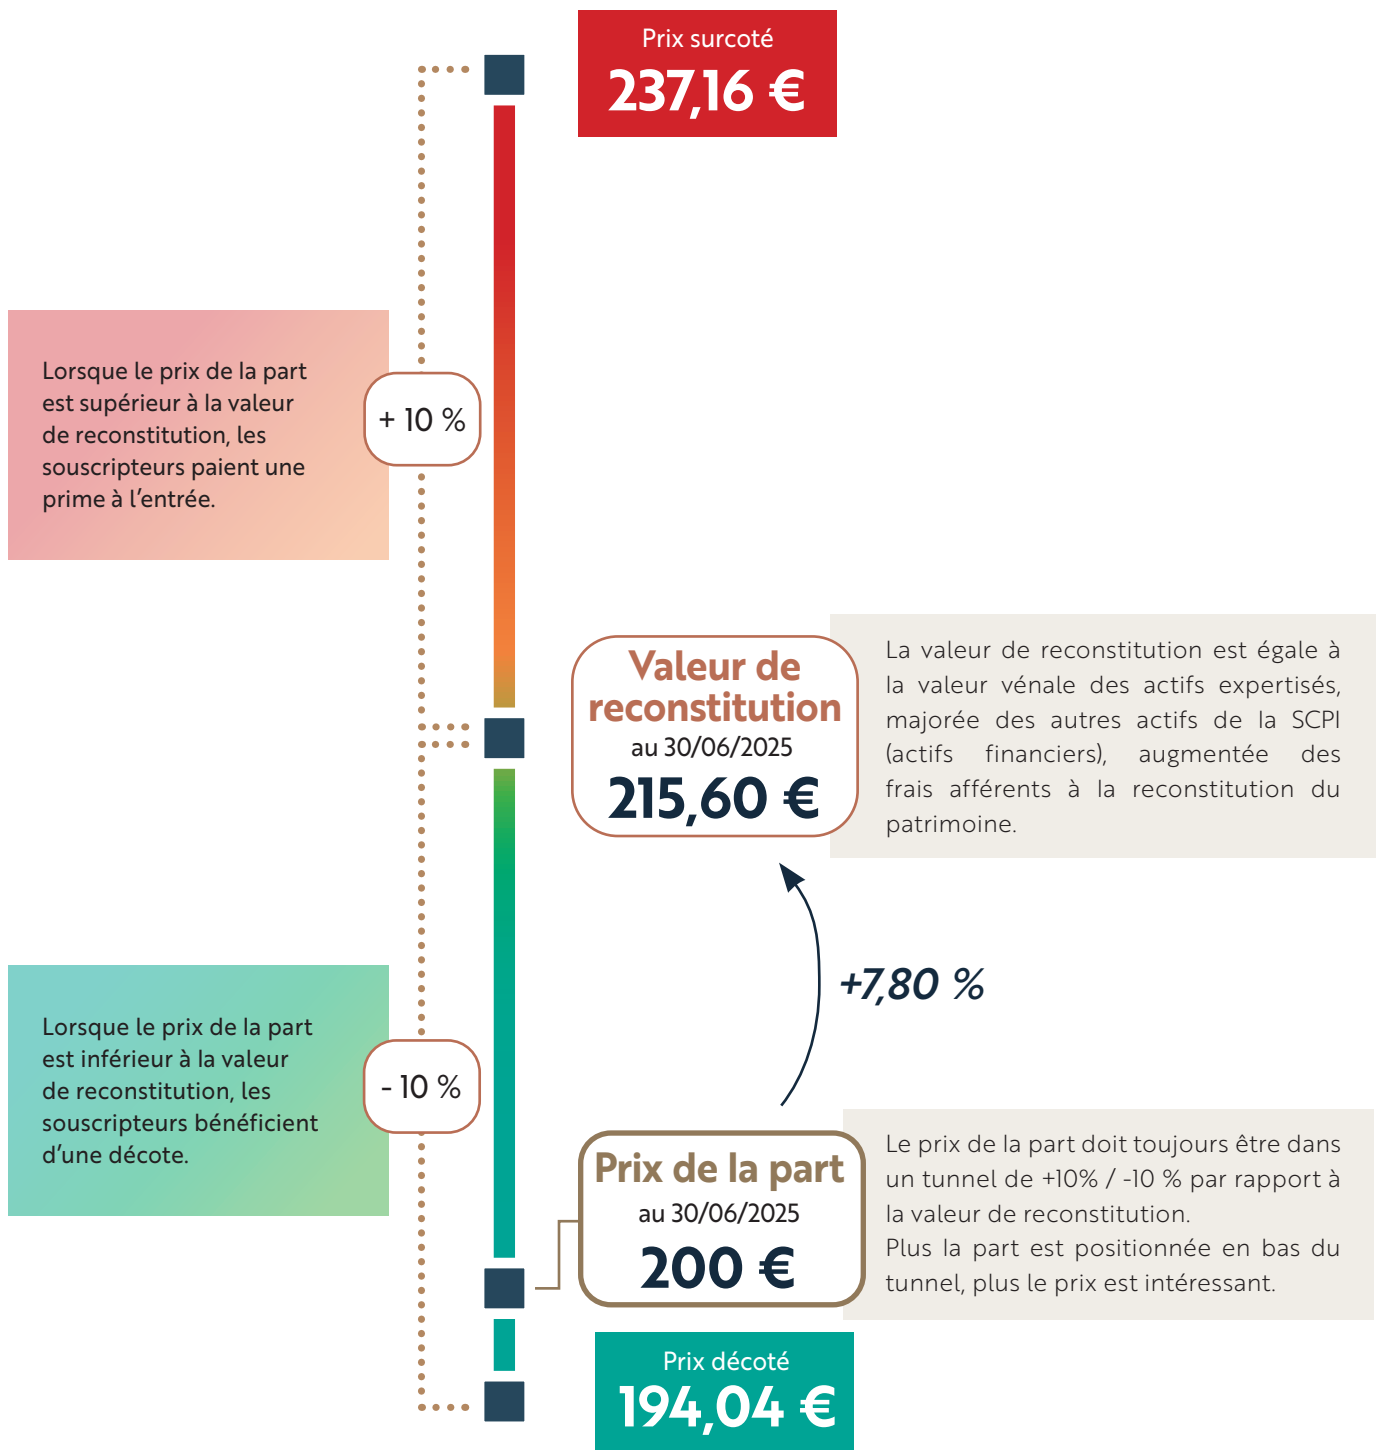 Prix surcoté
237,16 €
Lorsque le prix de la part
est supérieur à la valeur
de reconstitution, les
souscripteurs paient une
prime à l’entrée.
+ 10 %
Valeur de
reconstitution
au 30/06/2025
215,60 €
La valeur de reconstitution est égale à
la valeur vénale des actifs expertisés,
majorée des autres actifs de la SCPI
(actifs financiers), augmentée des
frais afférents à la reconstitution du
patrimoine.
+7,80 %
Lorsque le prix de la part
est inférieur à la valeur
de reconstitution, les
souscripteurs bénéficient
d’une décote.
- 10 %
Prix de la part
au 30/06/2025
200 €
Le prix de la part doit toujours être dans
un tunnel de +10% / -10 % par rapport à
la valeur de reconstitution.
Plus la part est positionnée en bas du
tunnel, plus le prix est intéressant.
Prix décoté
194,04 €